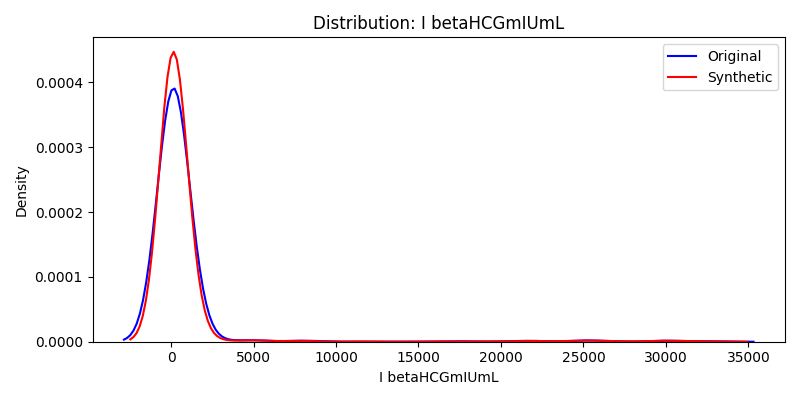 Distribution: I betaHCGmIUmL
Original
Synthetic
Density
0.0004
0.0003
0.0002
0.0001
0.0000
0 5000 10000 15000 20000 25000 30000 35000
I betaHCGmIUmL